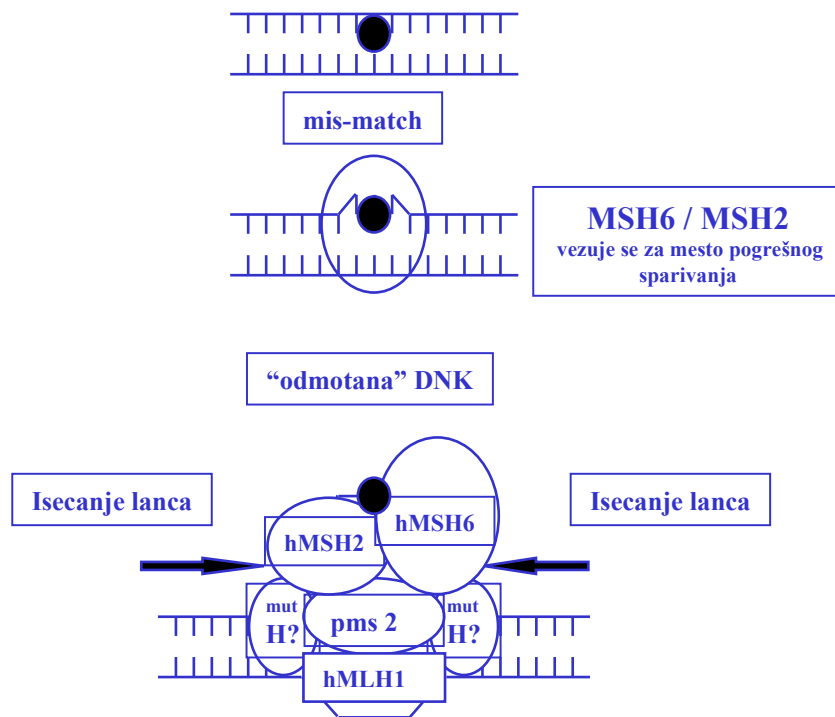 mis-match
MSH6 / MSH2
vezuje se za mesto pogrešnog
sparivanja
“odmotana” DNK
Isecanje lanca
Isecanje lanca
hMSH2
hMSH6
mut
H?
pms 2
mut
H?
hMLH1